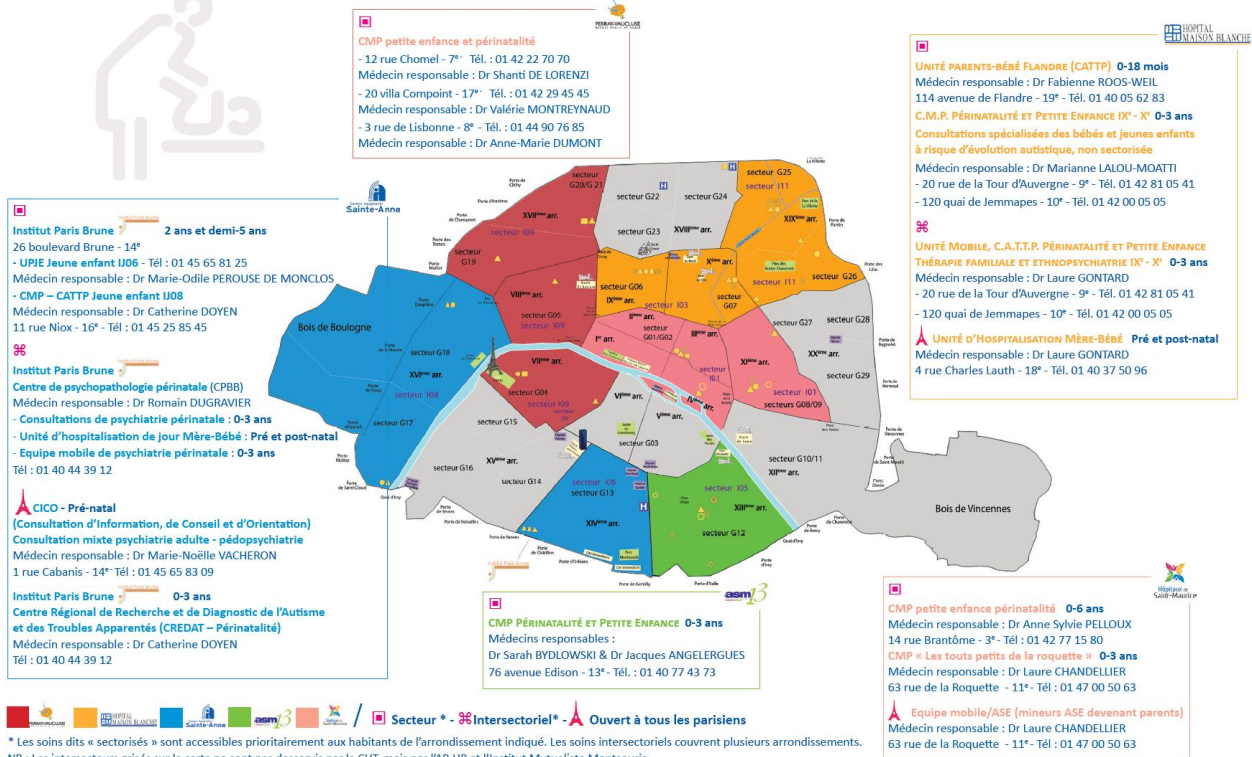 PERRAY-VAUCLUSE
CMP petite enfance et périnatalité
- 12 rue Chomel - 7e - Tél. : 01 42 22 70 70
Médecin responsable : Dr Shanti DE LORENZI
- 20 villa Compoint - 17e - Tél. : 01 42 29 45 45
Médecin responsable : Dr Valérie MONTREYNAUD
- 3 rue de Lisbonne - 8e - Tél. : 01 44 90 76 85
Médecin responsable : Dr Anne-Marie DUMONT
HOPITAL
MAISON BLANCHE
UNITÉ PARENTS-BÉBÉ FLANDRE (CATTP) 0-18 mois
Médecin responsable : Dr Fabienne ROOS-WEIL
114 avenue de Flandre - 19e - Tél. 01 40 05 62 83
C.M.P. PÉRINATALITÉ ET PETITE ENFANCE IXe - Xe 0-3 ans
Consultations spécialisées des bébés et jeunes enfants
à risque d'évolution autistique, non sectorisée
Médecin responsable : Dr Marianne LALOU-MOATTI
- 20 rue de la Tour d'Auvergne - 9e - Tél. 01 42 81 05 41
- 120 quai de Jemmapes - 10e - Tél. 01 42 00 05 05
UNITÉ MOBILE, C.A.T.T.P. PÉRINATALITÉ ET PETITE ENFANCE
THÉRAPIE FAMILIALE ET ETHNOPSYCHIATRIE IXe - Xe 0-3 ans
Médecin responsable : Dr Laure GONTARD
- 20 rue de la Tour d'Auvergne - 9e - Tél. 01 42 81 05 41
- 120 quai de Jemmapes - 10e - Tél. 01 42 00 05 05
UNITÉ D'HOSPITALISATION MÈRE-BÉBÉ Pré et post-natal
Médecin responsable : Dr Laure GONTARD
4 rue Charles Lauth - 18e - Tél. 01 40 37 50 96
Sainte-Anne
Institut Paris Brune 2 ans et demi-5 ans
26 boulevard Brune - 14e
- UPJE Jeune enfant IJ06 - Tél : 01 45 65 81 25
Médecin responsable : Dr Marie-Odile PEROUSE DE MONCLOS
- CMP – CATTP Jeune enfant IJ08
Médecin responsable : Dr Catherine DOYEN
11 rue Niox - 16e - Tél : 01 45 25 85 45
Institut Paris Brune
Centre de psychopathologie périnatale (CPBB)
Médecin responsable : Dr Romain DUGRAVIER
- Consultations de psychiatrie périnatale : 0-3 ans
- Unité d'hospitalisation de jour Mère-Bébé : Pré et post-natal
- Equipe mobile de psychiatrie périnatale : 0-3 ans
Tél : 01 40 44 39 12
CICO - Pré-natal
(Consultation d'Information, de Conseil et d'Orientation)
Consultation mixte psychiatrie adulte - pédopsychiatrie
Médecin responsable : Dr Marie-Noëlle VACHERON
1 rue Cabanis - 14e - Tél : 01 45 65 83 09
Institut Paris Brune 0-3 ans
Centre Régional de Recherche et de Diagnostic de l'Autisme
et des Troubles Apparentés (CREDAT – Périnatalité)
Médecin responsable : Dr Catherine DOYEN
Tél : 01 40 44 39 12
secteur
G20/G 21
secteur G22
secteur G24
secteur G25
secteur I11
XVIIème arr.
secteur G23
XVIIIème arr.
XIXème arr.
secteur I09
secteur
G19
Xème arr.
secteur I11
secteur G26
VIIIème arr.
secteur G06
IXème arr.
secteur I03
secteur
G07
secteur G05
secteur I09
IIème arr.
secteur
G01/G02
IIIème arr.
secteur G27
secteur G28
Bois de Boulogne
secteur G18
Ier arr.
XXème arr.
XVIème arr.
VIIème arr.
secteur
I01
XIème arr.
secteur G29
secteur I08
secteur G04
secteur I09
VIème arr.
IVème arr.
secteur I01
secteurs G08/09
secteur G17
secteur G15
Vème arr.
secteur G03
secteur G16
XVème arr.
secteur G10/11
XIIème arr.
secteur G14
secteur I06
secteur G13
secteur I05
Bois de Vincennes
XIVème arr.
XIIIème arr.
secteur G12
Institut Paris Brune
asm13
CMP PÉRINATALITÉ ET PETITE ENFANCE 0-3 ans
Médecins responsables :
Dr Sarah BYDLOWSKI & Dr Jacques ANGELERGUES
76 avenue Edison - 13e - Tél. : 01 40 77 43 73
Hôpitaux de
Saint-Maurice
CMP petite enfance périnatalité 0-6 ans
Médecin responsable : Dr Anne Sylvie PELLOUX
14 rue Brantôme - 3e - Tél : 01 42 77 15 80
CMP « Les touts petits de la roquette » 0-3 ans
Médecin responsable : Dr Laure CHANDELLIER
63 rue de la Roquette - 11e - Tél : 01 47 00 50 63
Equipe mobile/ASE (mineurs ASE devenant parents)
Médecin responsable : Dr Laure CHANDELLIER
63 rue de la Roquette - 11e - Tél : 01 47 00 50 63
PERRAY-VAUCLUSE HOPITAL MAISON BLANCHE Sainte-Anne asm13 / Secteur * - Intersectoriel* - Ouvert à tous les parisiens
* Les soins dits « sectorisés » sont accessibles prioritairement aux habitants de l'arrondissement indiqué. Les soins intersectoriels couvrent plusieurs arrondissements.